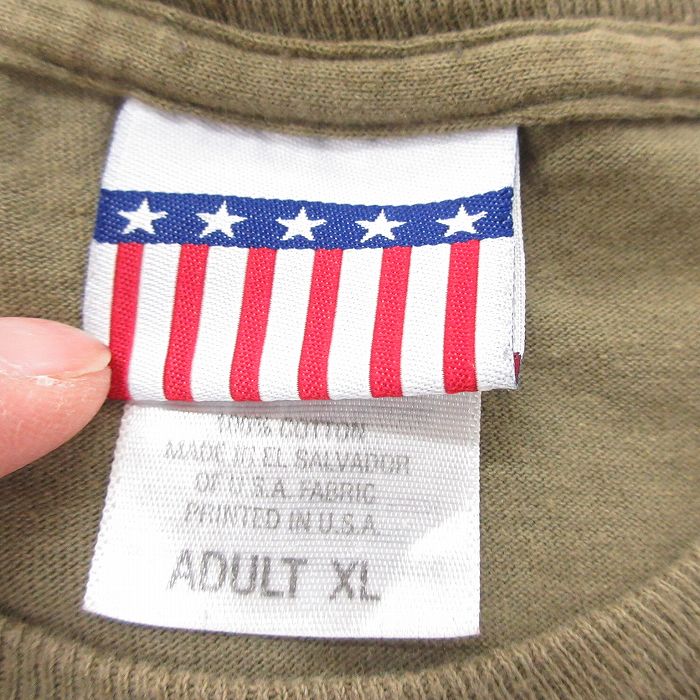 100% COTTON
MADE IN EL SALVADOR
OF U.S.A. FABRIC
PRINTED IN U.S.A.
ADULT XL